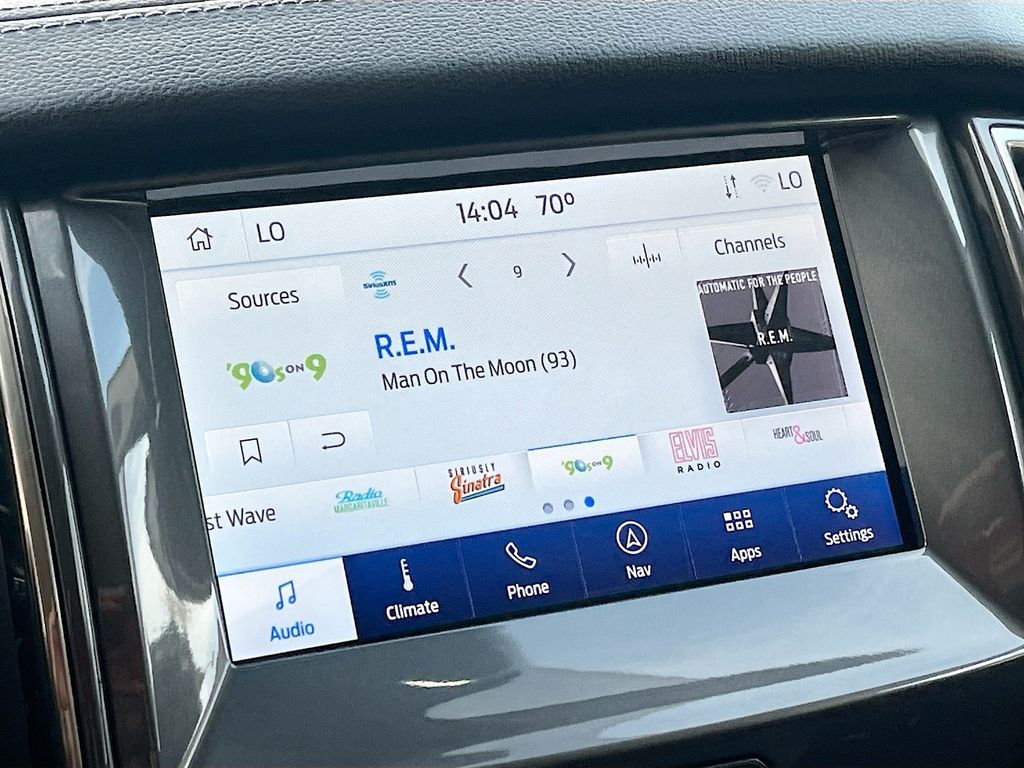 LO
14:04 70°
LO
Sources
SiriusXM
9
Channels
AUTOMATIC FOR THE PEOPLE
R.E.M.
'90s ON 9
R.E.M.
Man On The Moon (93)
st Wave
Radio
MARGARITAVILLE
SIRIUSLY
Sinatra
'90s ON 9
ELVIS
RADIO
HEART & SOUL
Audio
Climate
Phone
Nav
Apps
Settings